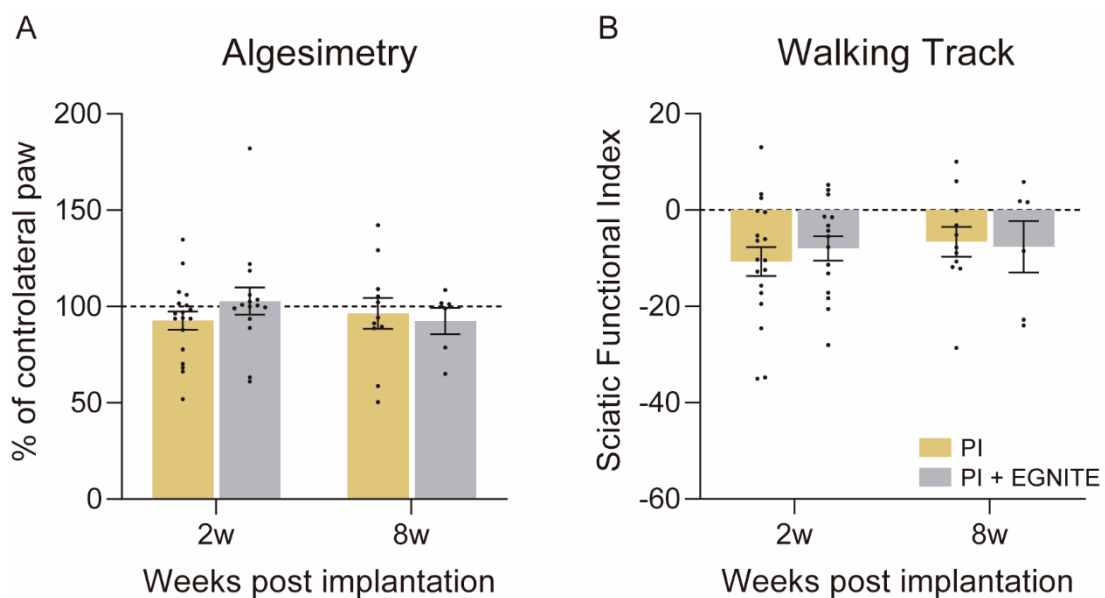 A
Algesimetry
% of controlateral paw
200
150
100
50
0
2w
8w
Weeks post implantation
B
Walking Track
Sciatic Functional Index
20
0
-20
-40
-60
PI
PI + EGNITE
2w
8w
Weeks post implantation